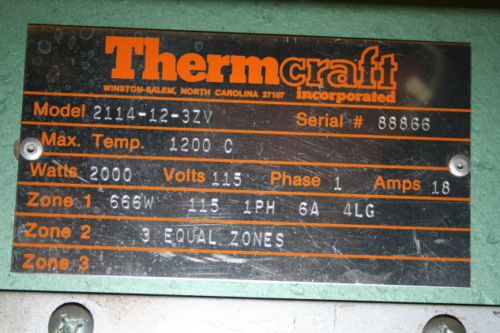 Thermcraft
incorporated
WINSTON-SALEM, NORTH CAROLINA 27107
Model 2114-12-3ZV Serial # 88866
Max. Temp. 1200 C
Watts 2000 Volts 115 Phase 1 Amps 18
Zone 1 666W 115 1PH 6A 4LG
Zone 2 3 EQUAL ZONES
Zone 3